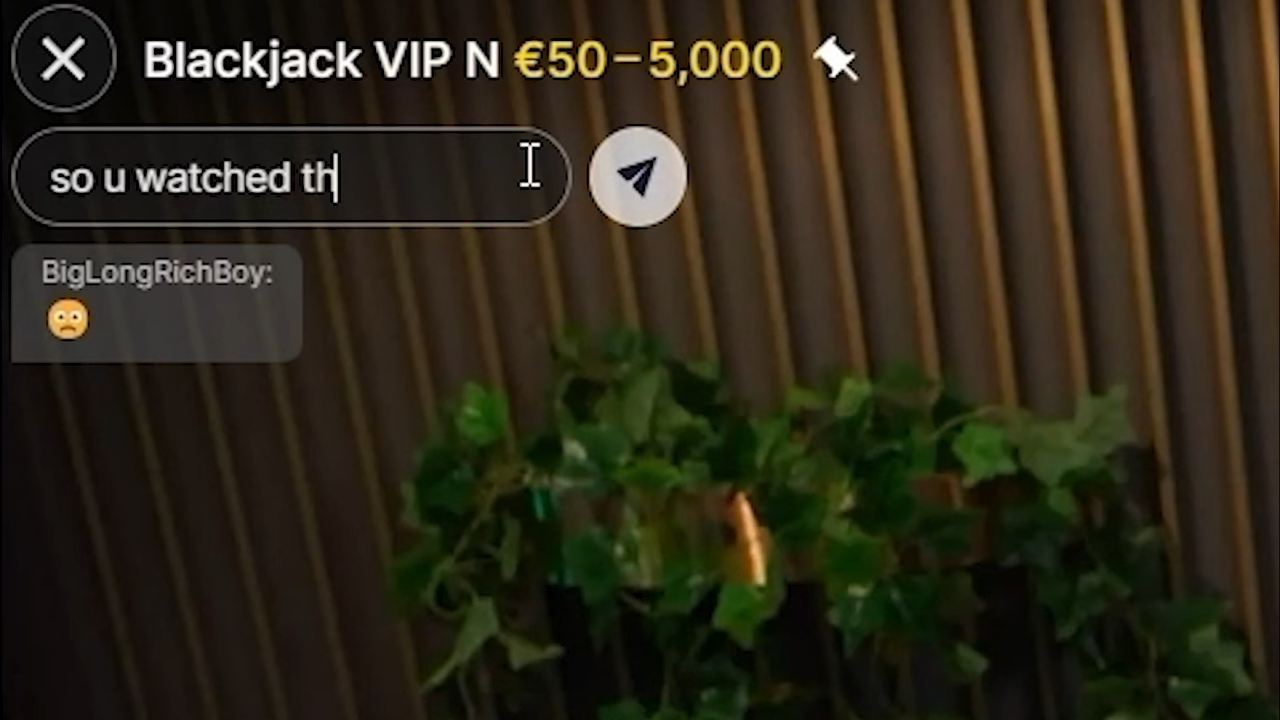 Blackjack VIP N €50–5,000
so u watched th
BigLongRichBoy:
🙁